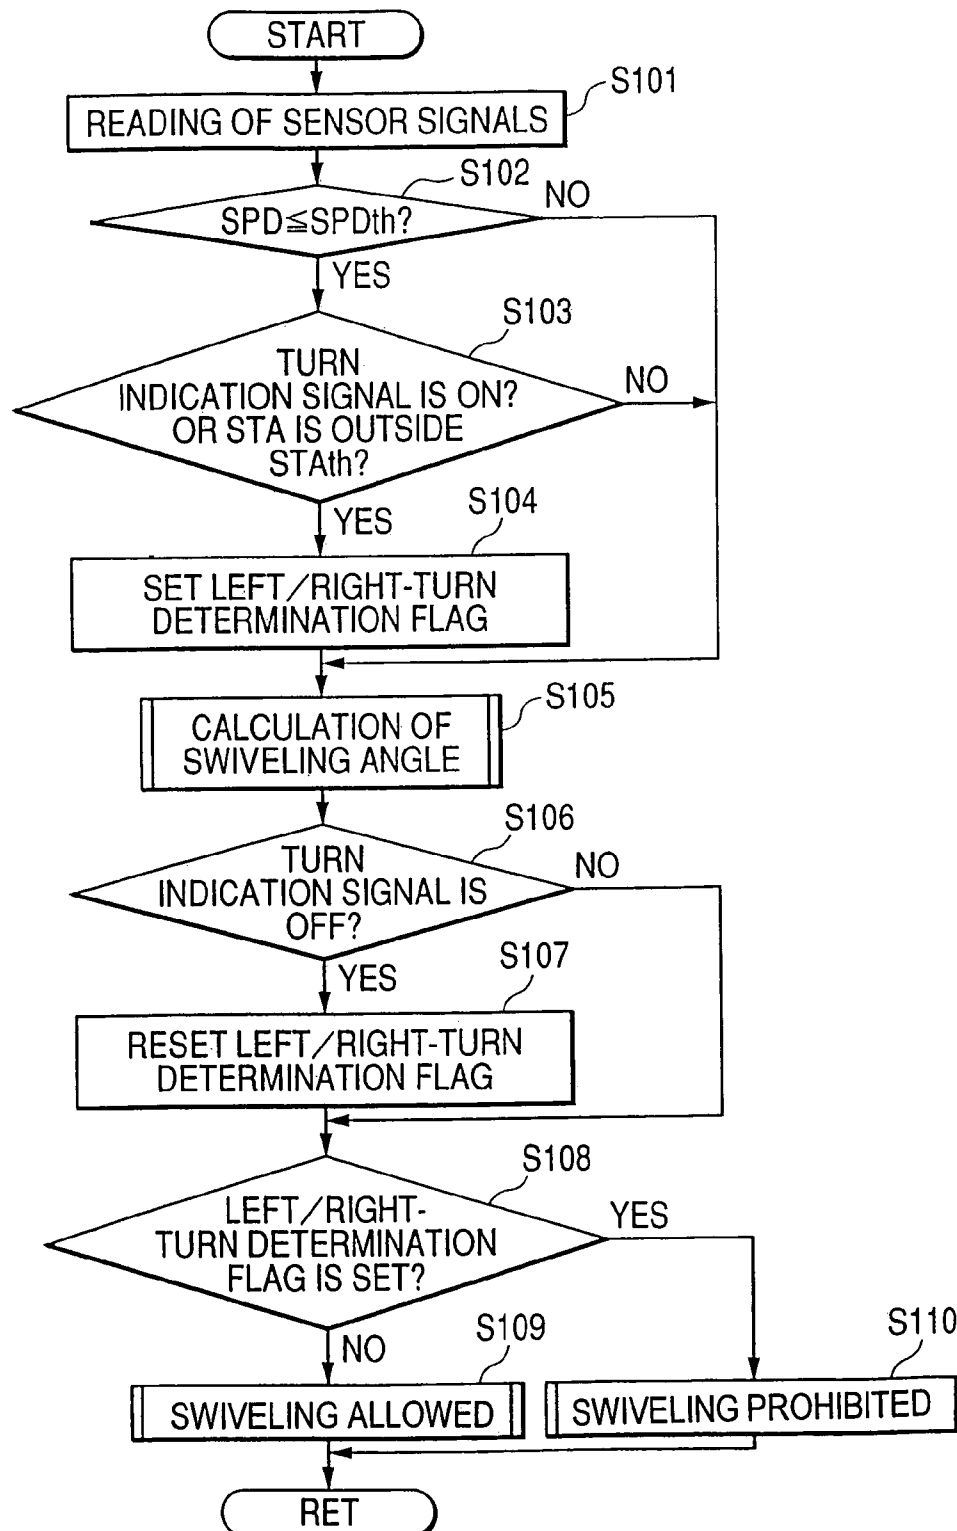 START
S101
READING OF SENSOR SIGNALS
S102
SPD≦SPDth?
NO
YES
S103
TURN
INDICATION SIGNAL IS ON?
OR STA IS OUTSIDE
STAth?
NO
YES
S104
SET LEFT/RIGHT-TURN
DETERMINATION FLAG
S105
CALCULATION OF
SWIVELING ANGLE
S106
TURN
INDICATION SIGNAL IS
OFF?
NO
YES
S107
RESET LEFT/RIGHT-TURN
DETERMINATION FLAG
S108
LEFT/RIGHT-
TURN DETERMINATION
FLAG IS SET?
YES
NO
S109
S110
SWIVELING ALLOWED
SWIVELING PROHIBITED
RET